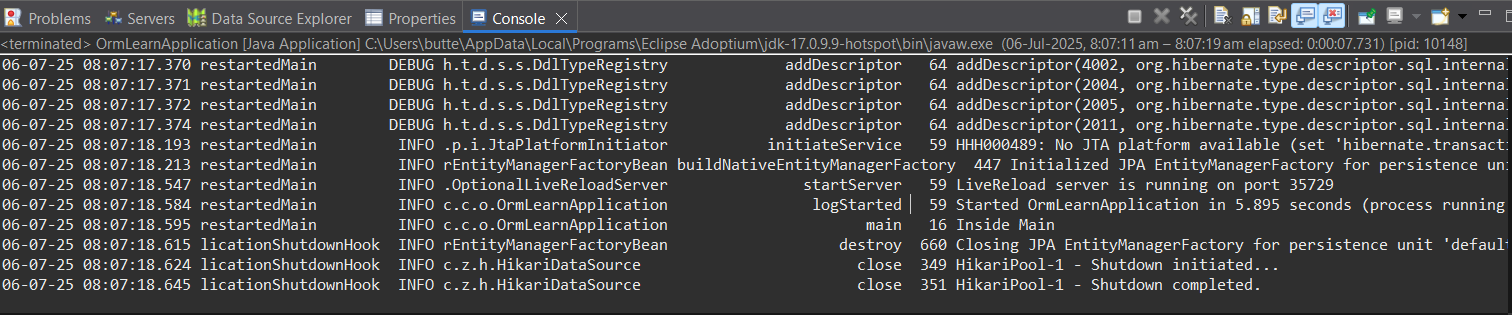 Problems Servers Data Source Explorer Properties Console
<terminated> OrmLearnApplication [Java Application] C:\Users\butte\AppData\Local\Programs\Eclipse Adoptium\jdk-17.0.9.9-hotspot\bin\javaw.exe (06-Jul-2025, 8:07:11 am – 8:07:19 am elapsed: 0:00:07.731) [pid: 10148]
06-07-25 08:07:17.370 restartedMain DEBUG h.t.d.s.s.DdlTypeRegistry addDescriptor 64 addDescriptor(4002, org.hibernate.type.descriptor.sql.interna
06-07-25 08:07:17.371 restartedMain DEBUG h.t.d.s.s.DdlTypeRegistry addDescriptor 64 addDescriptor(2004, org.hibernate.type.descriptor.sql.interna
06-07-25 08:07:17.372 restartedMain DEBUG h.t.d.s.s.DdlTypeRegistry addDescriptor 64 addDescriptor(2005, org.hibernate.type.descriptor.sql.interna
06-07-25 08:07:17.374 restartedMain DEBUG h.t.d.s.s.DdlTypeRegistry addDescriptor 64 addDescriptor(2011, org.hibernate.type.descriptor.sql.interna
06-07-25 08:07:18.193 restartedMain INFO .p.i.JtaPlatformInitiator initiateService 59 HHH000489: No JTA platform available (set 'hibernate.transacti
06-07-25 08:07:18.213 restartedMain INFO rEntityManagerFactoryBean buildNativeEntityManagerFactory 447 Initialized JPA EntityManagerFactory for persistence uni
06-07-25 08:07:18.547 restartedMain INFO .OptionalLiveReloadServer startServer 59 LiveReload server is running on port 35729
06-07-25 08:07:18.584 restartedMain INFO c.c.o.OrmLearnApplication logStarted 59 Started OrmLearnApplication in 5.895 seconds (process running
06-07-25 08:07:18.595 restartedMain INFO c.c.o.OrmLearnApplication main 16 Inside Main
06-07-25 08:07:18.615 licationShutdownHook INFO rEntityManagerFactoryBean destroy 660 Closing JPA EntityManagerFactory for persistence unit 'defaul
06-07-25 08:07:18.624 licationShutdownHook INFO c.z.h.HikariDataSource close 349 HikariPool-1 - Shutdown initiated...
06-07-25 08:07:18.645 licationShutdownHook INFO c.z.h.HikariDataSource close 351 HikariPool-1 - Shutdown completed.